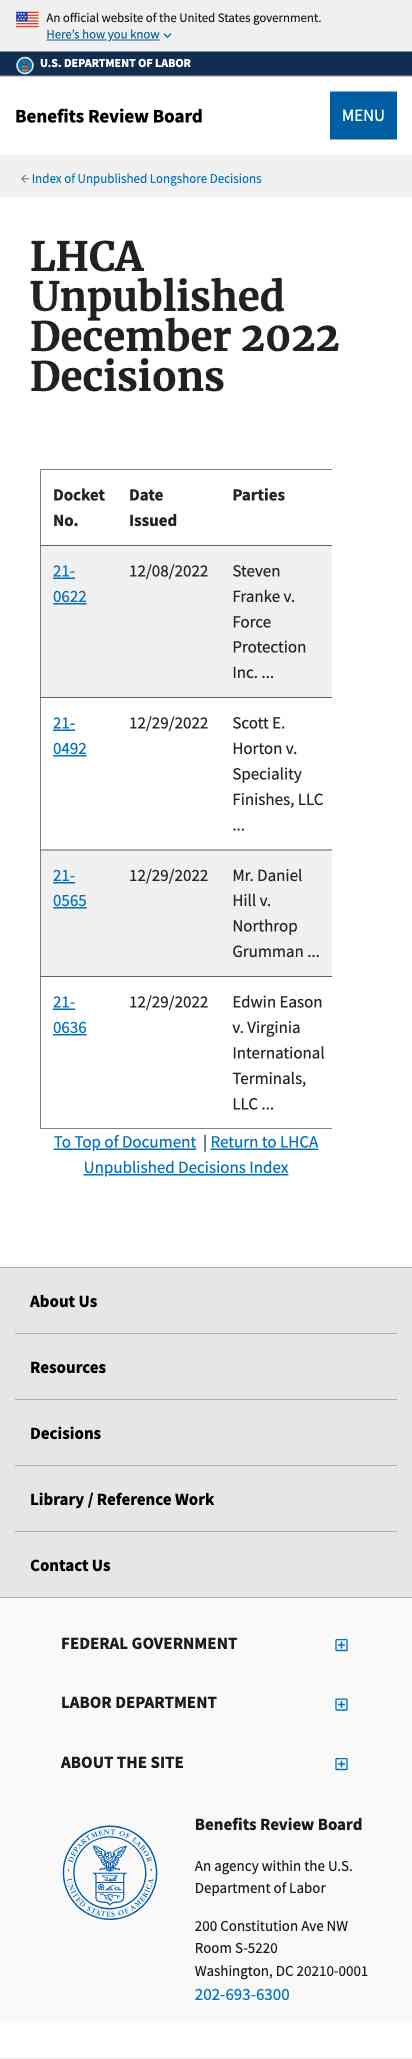 An official website of the United States government.
Here's how you know
U.S. DEPARTMENT OF LABOR
Benefits Review Board
MENU
← Index of Unpublished Longshore Decisions
LHCA
Unpublished
December 2022
Decisions
Docket No. Date Issued Parties
21-0622 12/08/2022 Steven Franke v. Force Protection Inc. ...
21-0492 12/29/2022 Scott E. Horton v. Speciality Finishes, LLC ...
21-0565 12/29/2022 Mr. Daniel Hill v. Northrop Grumman ...
21-0636 12/29/2022 Edwin Eason v. Virginia International Terminals, LLC ...
To Top of Document | Return to LHCA
Unpublished Decisions Index
About Us
Resources
Decisions
Library / Reference Work
Contact Us
FEDERAL GOVERNMENT
LABOR DEPARTMENT
ABOUT THE SITE
DEPARTMENT OF LABOR
UNITED STATES OF AMERICA
Benefits Review Board
An agency within the U.S.
Department of Labor
200 Constitution Ave NW
Room S-5220
Washington, DC 20210-0001
202-693-6300